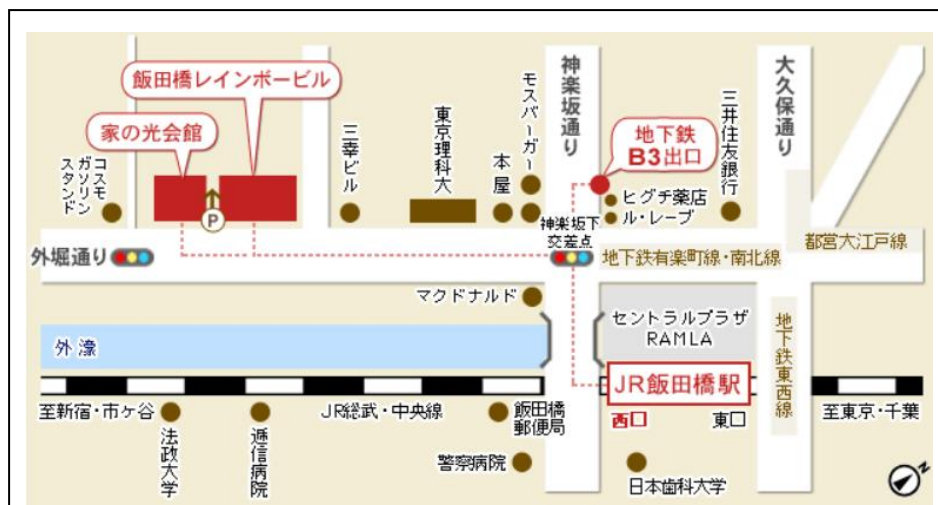 飯田橋レインボービル
家の光会館
コスモ
ガソリン
スタンド
P
三幸ビル
東京理科大
本屋
モスバーガー
神楽坂通り
地下鉄
B3出口
ヒグチ薬店
ル・レーブ
三井住友銀行
大久保通り
外堀通り
神楽坂下
交差点
地下鉄有楽町線・南北線
都営大江戸線
マクドナルド
セントラルプラザ
RAMLA
外濠
地下鉄東西線
JR飯田橋駅
至新宿・市ヶ谷
JR総武・中央線
飯田橋
郵便局
西口
東口
至東京・千葉
法政大学
逓信病院
警察病院
日本歯科大学
N